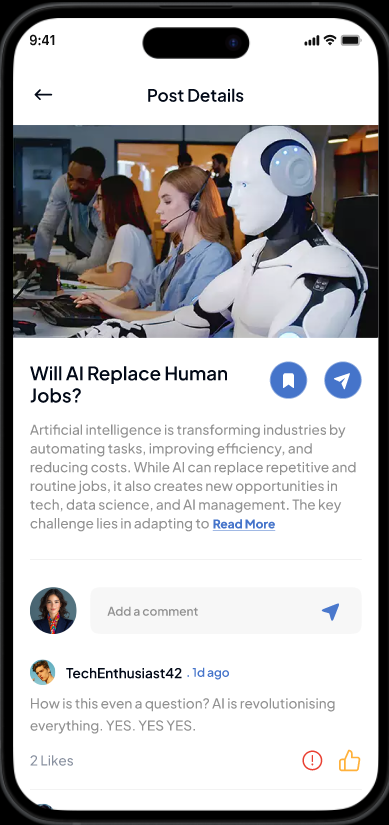 9:41
Post Details
Will AI Replace Human
Jobs?
Artificial intelligence is transforming industries by
automating tasks, improving efficiency, and
reducing costs. While AI can replace repetitive and
routine jobs, it also creates new opportunities in
tech, data science, and AI management. The key
challenge lies in adapting to Read More
Add a comment
TechEnthusiast42 . 1d ago
How is this even a question? AI is revolutionising
everything. YES. YES YES.
2 Likes